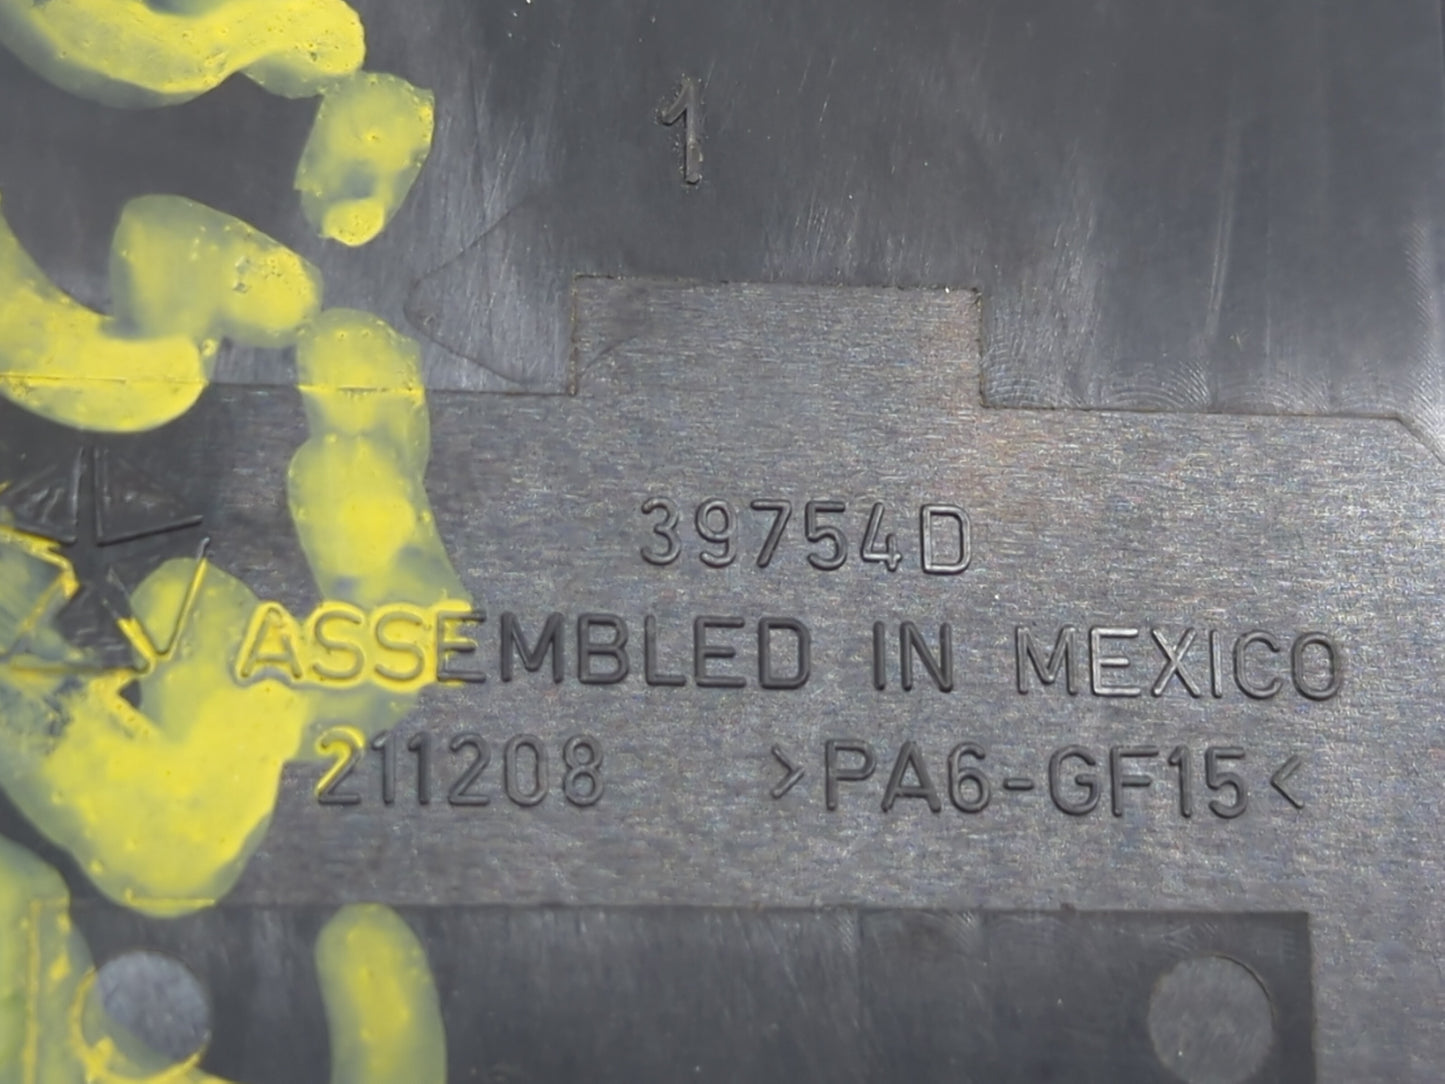 1
39754D
ASSEMBLED IN MEXICO
211208 >PA6-GF15<